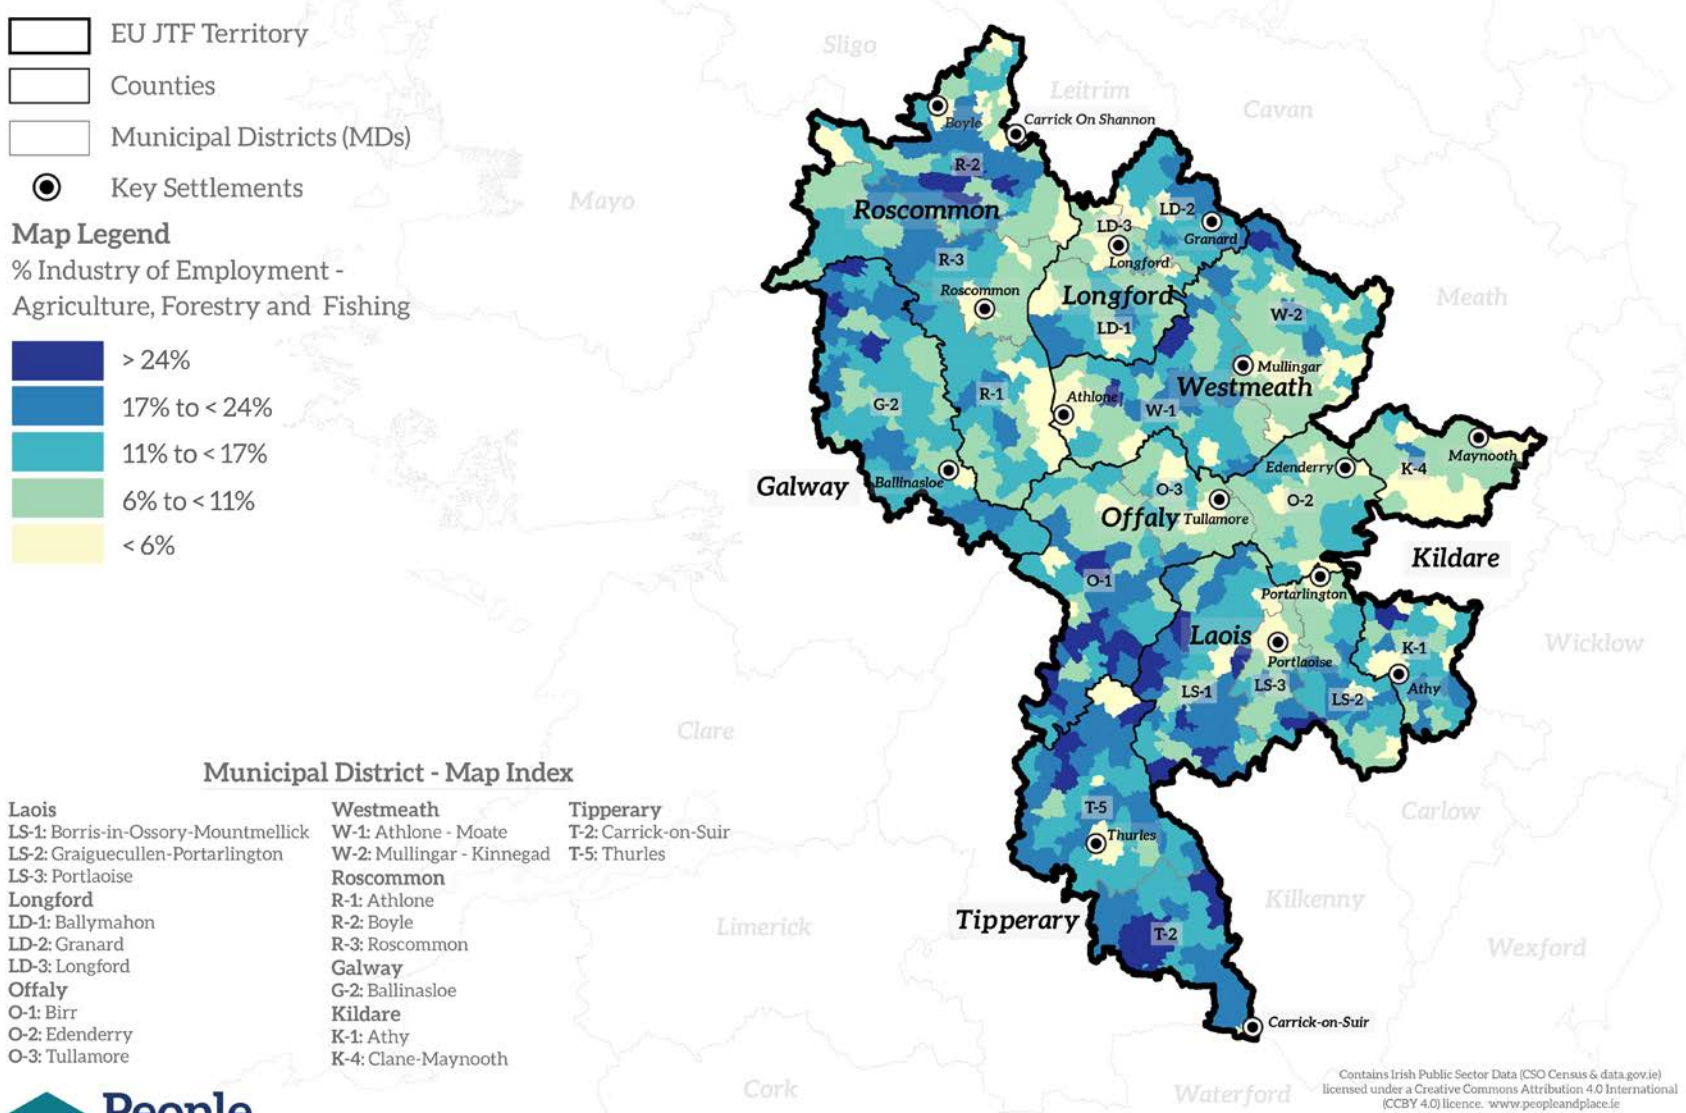 EU JTF Territory
Counties
Municipal Districts (MDs)
Key Settlements
Map Legend
% Industry of Employment -
Agriculture, Forestry and Fishing
> 24%
17% to < 24%
11% to < 17%
6% to < 11%
< 6%
Sligo
Leitrim
Cavan
Mayo
Meath
Wicklow
Clare
Carlow
Limerick
Kilkenny
Wexford
Cork
Waterford
Boyle
Carrick On Shannon
R-2
Roscommon
LD-3
LD-2
Granard
Longford
R-3
Roscommon
Longford
LD-1
W-2
Mullingar
Westmeath
G-2
R-1
Athlone
W-1
Maynooth
K-4
Edenderry
Galway
Ballinasloe
O-3
O-2
Offaly
Tullamore
Kildare
O-1
Portarlington
Laois
Portlaoise
K-1
Athy
LS-1
LS-3
LS-2
T-5
Thurles
Tipperary
T-2
Carrick-on-Suir
Municipal District - Map Index
Laois
LS-1: Borris-in-Ossory-Mountmellick
LS-2: Graiguecullen-Portarlington
LS-3: Portlaoise
Longford
LD-1: Ballymahon
LD-2: Granard
LD-3: Longford
Offaly
O-1: Birr
O-2: Edenderry
O-3: Tullamore
Westmeath
W-1: Athlone - Moate
W-2: Mullingar - Kinnegad
Roscommon
R-1: Athlone
R-2: Boyle
R-3: Roscommon
Galway
G-2: Ballinasloe
Kildare
K-1: Athy
K-4: Clane-Maynooth
Tipperary
T-2: Carrick-on-Suir
T-5: Thurles
People
Contains Irish Public Sector Data (CSO Census & data.gov.ie)
licensed under a Creative Commons Attribution 4.0 International
(CCBY 4.0) licence. www.peopleandplace.ie